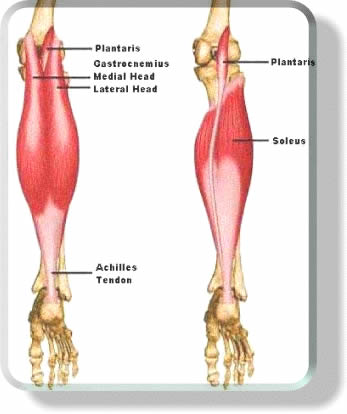 Plantaris
Gastrocnemius
Medial Head
Lateral Head
Achilles
Tendon
Plantaris
Soleus